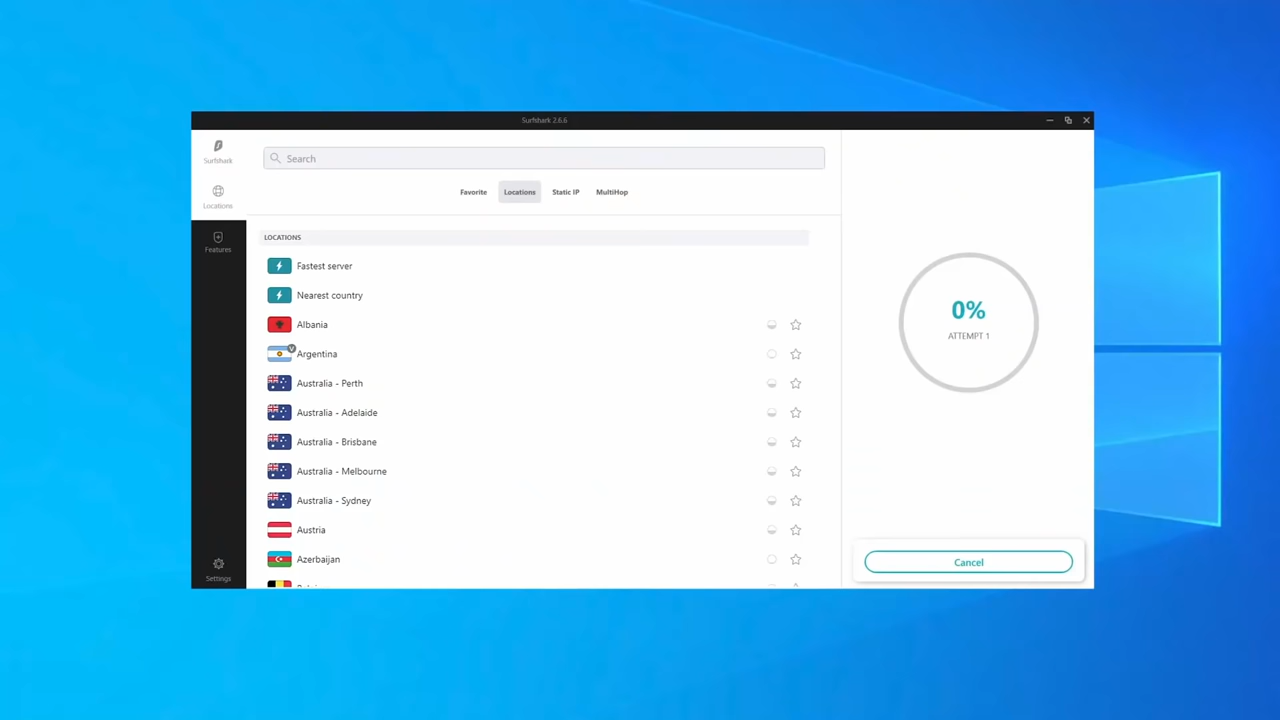 Surfshark 2.6.6
Surfshark
Search
Locations
Favorite Locations Static IP MultiHop
Features
LOCATIONS
Fastest server
Nearest country
Albania
V
Argentina
Australia - Perth
Australia - Adelaide
Australia - Brisbane
Australia - Melbourne
Australia - Sydney
Austria
Azerbaijan
Settings
0%
ATTEMPT 1
Cancel